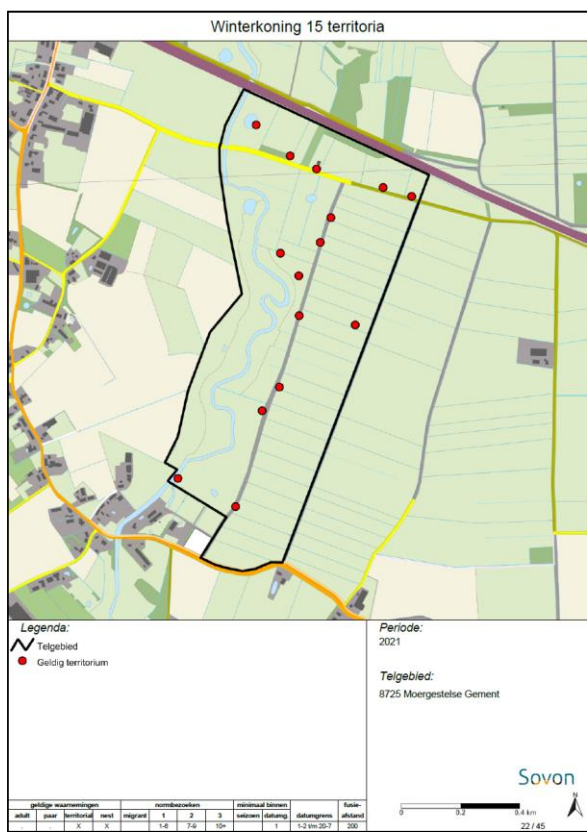 Winterkoning 15 territoria
Legenda:
Telgebied
Geldig territorium
Periode:
2021
Telgebied:
8725 Moergestelse Gement
Sovon
N
0 0.2 0.4 km
22 / 45
geldige waarnemingen normbezoeken minimaal binnen fusie-
adult paar territoriaal nest migrant 1 2 3 seizoen datumg. datumgrens afstand
. . X X 1-6 7-9 10+ 1 1-2 t/m 20-7 200